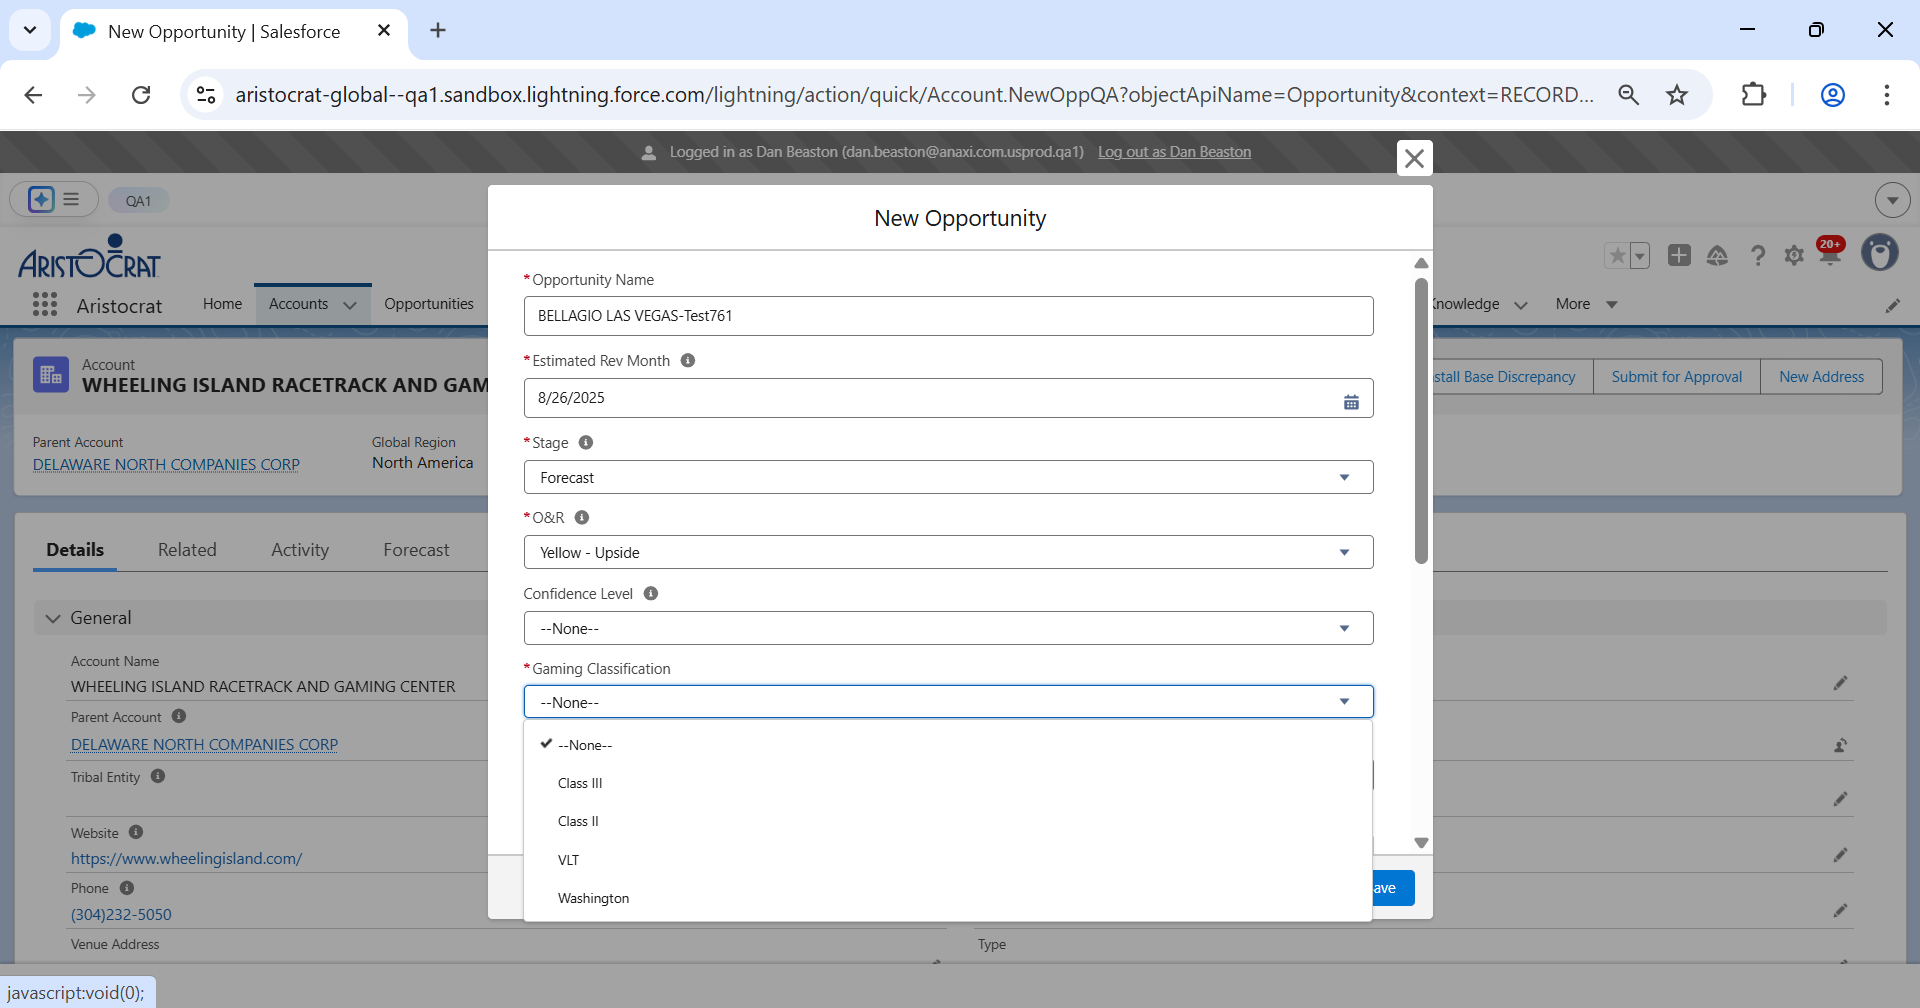 New Opportunity | Salesforce
aristocrat-global--qa1.sandbox.lightning.force.com/lightning/action/quick/Account.NewOppQA?objectApiName=Opportunity&context=RECORD...
Logged in as Dan Beaston (dan.beaston@anaxi.com.usprod.qa1) Log out as Dan Beaston
QA1
New Opportunity
ARISTOCRAT
20+
Aristocrat
Home
Accounts
Opportunities
Knowledge
More
*Opportunity Name
BELLAGIO LAS VEGAS-Test761
*Estimated Rev Month
8/26/2025
*Stage
Forecast
*O&R
Yellow - Upside
Confidence Level
--None--
*Gaming Classification
--None--
--None--
Class III
Class II
VLT
Washington
ave
Account
WHEELING ISLAND RACETRACK AND GAM
stall Base Discrepancy
Submit for Approval
New Address
Parent Account
DELAWARE NORTH COMPANIES CORP
Global Region
North America
Details
Related
Activity
Forecast
General
Account Name
WHEELING ISLAND RACETRACK AND GAMING CENTER
Parent Account
DELAWARE NORTH COMPANIES CORP
Tribal Entity
Website
https://www.wheelingisland.com/
Phone
(304)232-5050
Venue Address
Type
javascript:void(0);